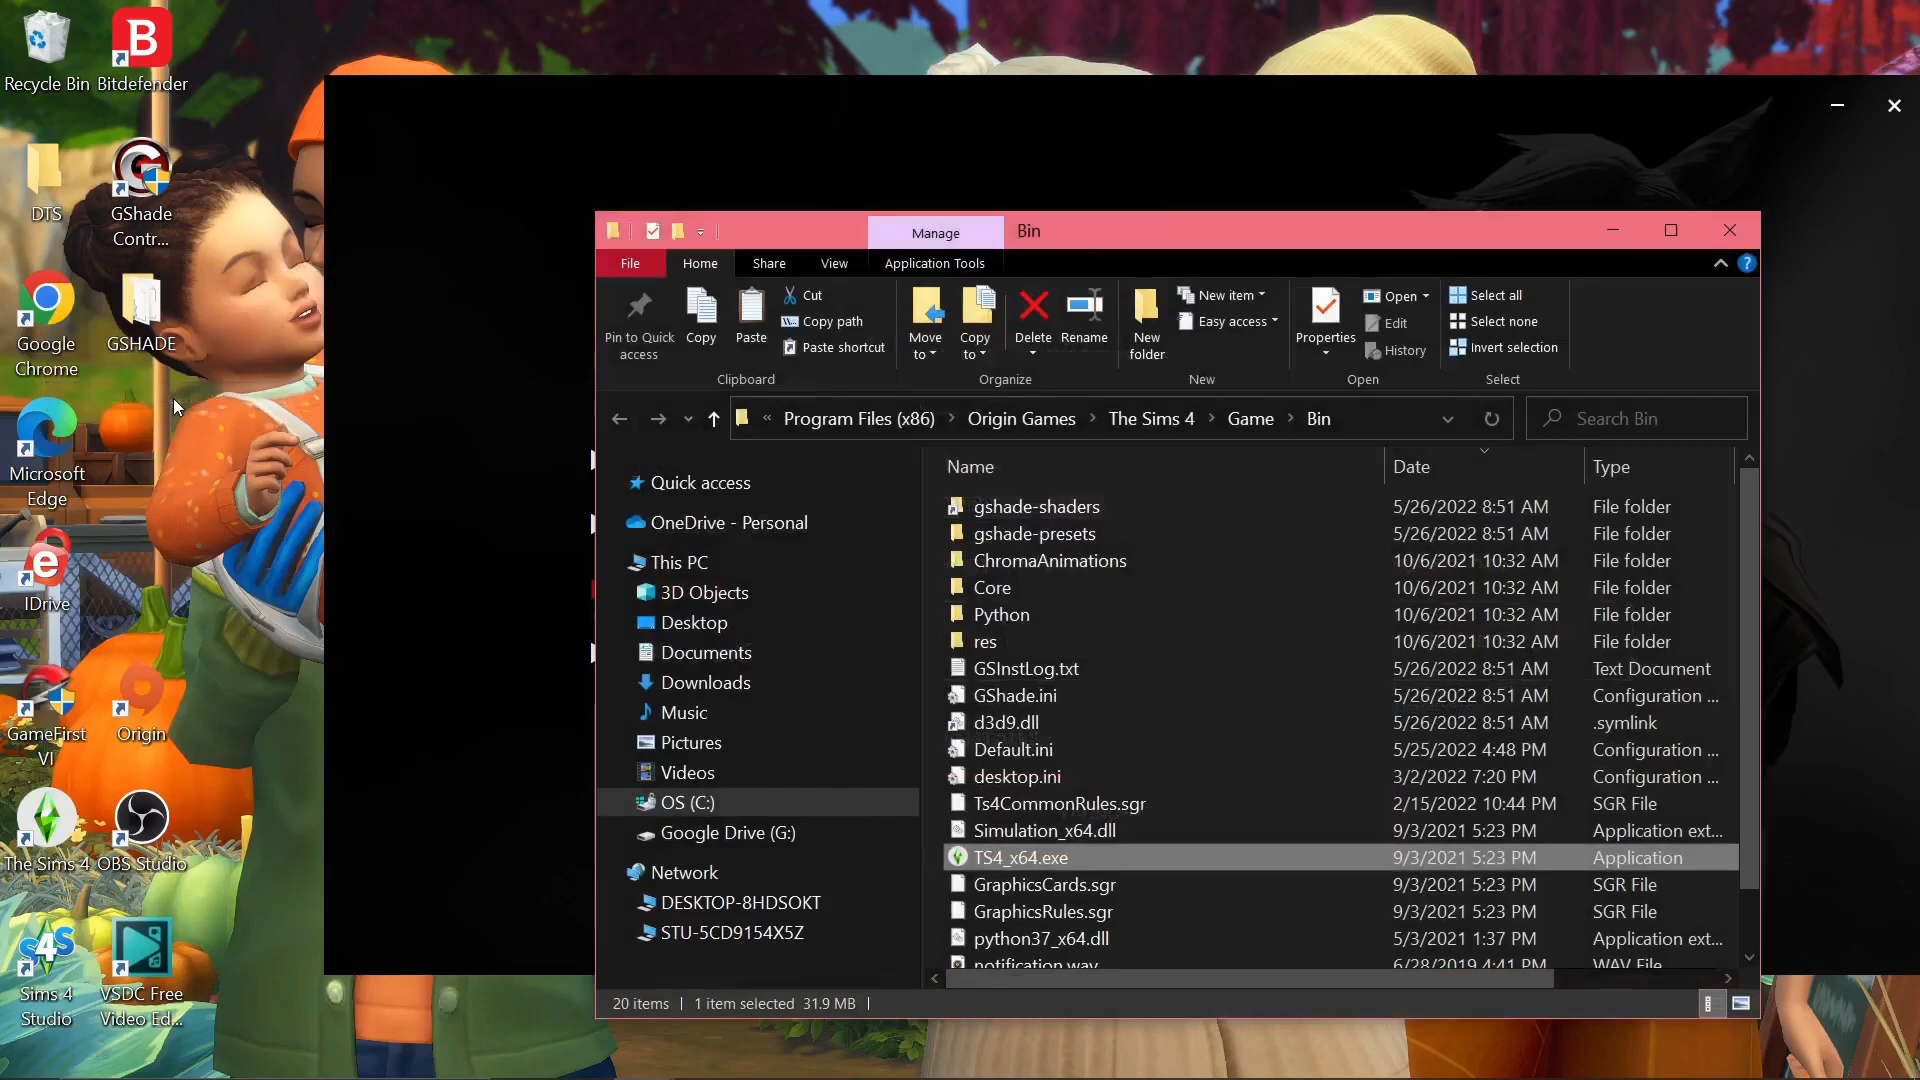 Recycle Bin
Bitdefender
DTS
GShade
Contr...
Google
Chrome
GSHADE
Microsoft
Edge
IDrive
GameFirst
VI
Origin
The Sims 4
OBS Studio
Sims 4
Studio
VSDC Free
Video Ed...
Manage
Bin
File
Home
Share
View
Application Tools
Pin to Quick
access
Copy
Paste
Cut
Copy path
Paste shortcut
Clipboard
Move
to
Copy
to
Delete
Rename
Organize
New
folder
New item
Easy access
New
Properties
Open
Edit
History
Open
Select all
Select none
Invert selection
Select
« Program Files (x86) > Origin Games > The Sims 4 > Game > Bin
Search Bin
Quick access
OneDrive - Personal
This PC
3D Objects
Desktop
Documents
Downloads
Music
Pictures
Videos
OS (C:)
Google Drive (G:)
Network
DESKTOP-8HDSOKT
STU-5CD9154X5Z
Name Date Type
gshade-shaders 5/26/2022 8:51 AM File folder
gshade-presets 5/26/2022 8:51 AM File folder
ChromaAnimations 10/6/2021 10:32 AM File folder
Core 10/6/2021 10:32 AM File folder
Python 10/6/2021 10:32 AM File folder
res 10/6/2021 10:32 AM File folder
GSInstLog.txt 5/26/2022 8:51 AM Text Document
GShade.ini 5/26/2022 8:51 AM Configuration ...
d3d9.dll 5/26/2022 8:51 AM .symlink
Default.ini 5/25/2022 4:48 PM Configuration ...
desktop.ini 3/2/2022 7:20 PM Configuration ...
Ts4CommonRules.sgr 2/15/2022 10:44 PM SGR File
Simulation_x64.dll 9/3/2021 5:23 PM Application ext...
TS4_x64.exe 9/3/2021 5:23 PM Application
GraphicsCards.sgr 9/3/2021 5:23 PM SGR File
GraphicsRules.sgr 9/3/2021 5:23 PM SGR File
python37_x64.dll 5/3/2021 1:37 PM Application ext...
notification.wav 6/28/2019 4:41 PM WAV File
20 items 1 item selected 31.9 MB